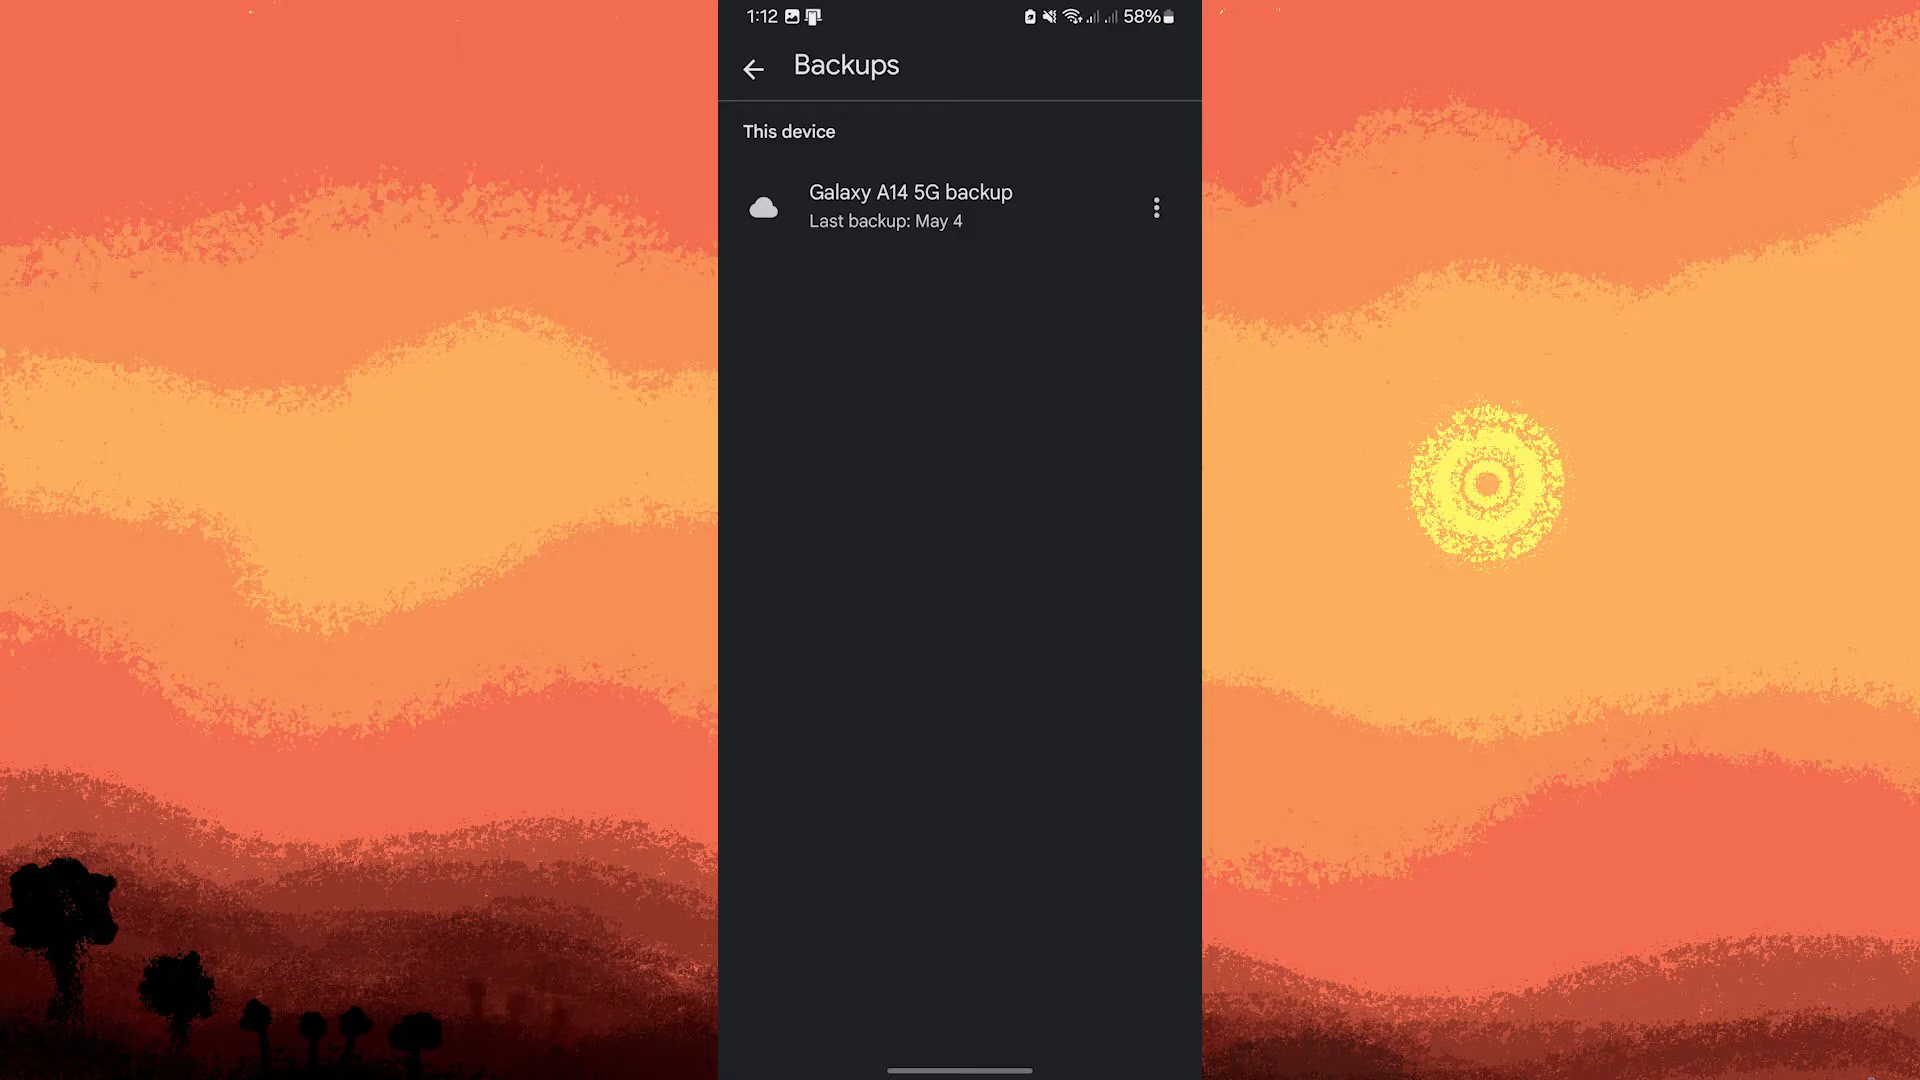 1:12
58%
Backups
This device
Galaxy A14 5G backup
Last backup: May 4